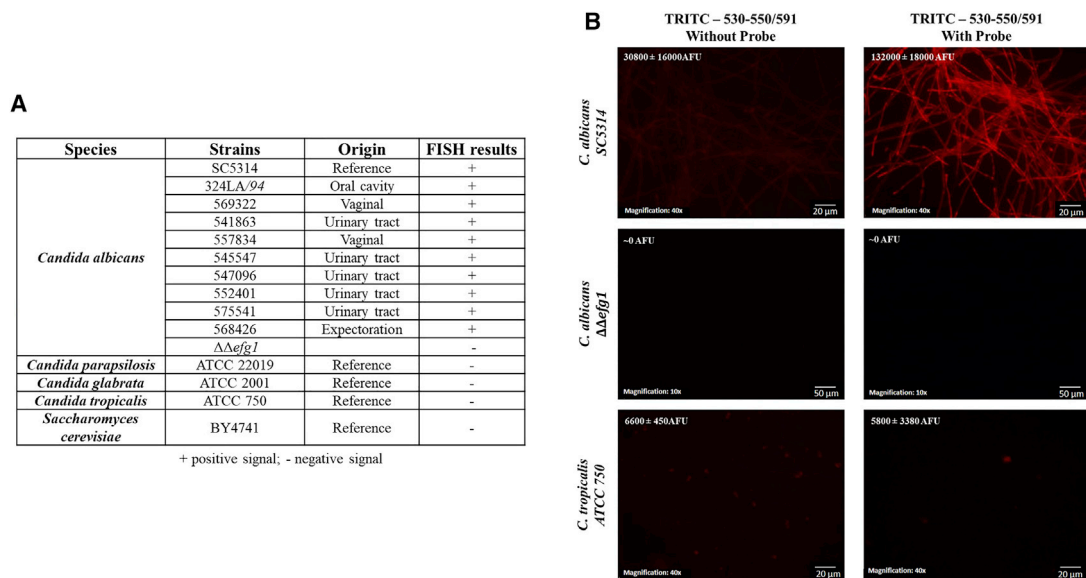 A
Species Strains Origin FISH results
Candida albicans
SC5314 Reference +
324LA/94 Oral cavity +
569322 Vaginal +
541863 Urinary tract +
557834 Vaginal +
545547 Urinary tract +
547096 Urinary tract +
552401 Urinary tract +
575541 Urinary tract +
568426 Expectoration +
ΔΔefg1 -
Candida parapsilosis ATCC 22019 Reference -
Candida glabrata ATCC 2001 Reference -
Candida tropicalis ATCC 750 Reference -
Saccharomyces
cerevisiae BY4741 Reference -
+ positive signal; - negative signal
B
TRITC – 530-550/591
Without Probe
TRITC – 530-550/591
With Probe
C. albicans
SC5314
30800 ± 16000AFU
Magnification: 40x
20 µm
132000 ± 18000 AFU
Magnification: 40x
20 µm
C. albicans
ΔΔefg1
~0 AFU
Magnification: 10x
50 µm
~0 AFU
Magnification: 10x
50 µm
C. tropicalis
ATCC 750
6600 ± 450AFU
Magnification: 40x
20 µm
5800 ± 3380 AFU
Magnification: 40x
20 µm